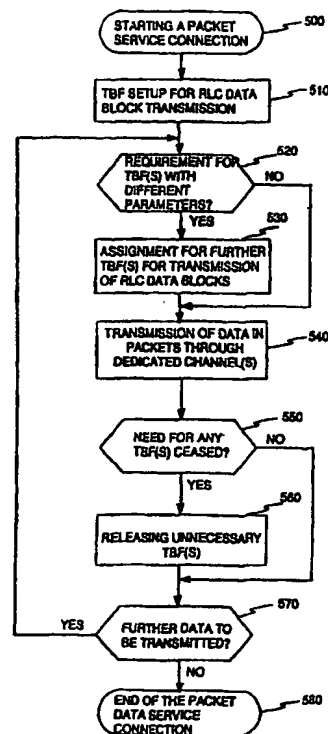 STARTING A PACKET
SERVICE CONNECTION
500
TBF SETUP FOR RLC DATA
BLOCK TRANSMISSION
510
520
REQUIREMENT FOR
TBF(S) WITH
DIFFERENT
PARAMETERS?
NO
YES
530
ASSIGNMENT FOR FURTHER
TBF(S) FOR TRANSMISSION
OF RLC DATA BLOCKS
TRANSMISSION OF DATA IN
PACKETS THROUGH
DEDICATED CHANNEL(S)
540
550
NEED FOR ANY
TBF(S) CEASED?
NO
YES
560
RELEASING UNNECESSARY
TBF(S)
570
YES
FURTHER DATA TO
BE TRANSMITTED?
NO
END OF THE PACKET
DATA SERVICE
CONNECTION
580